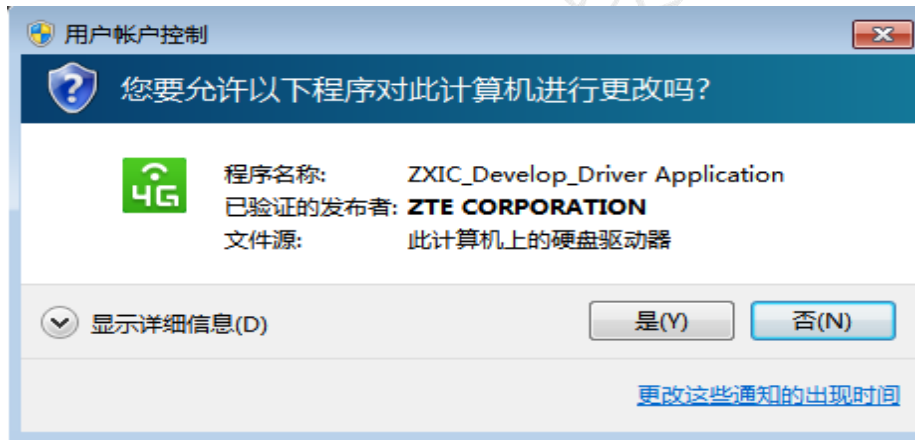 用户帐户控制
您要允许以下程序对此计算机进行更改吗?
4G
程序名称: ZXIC_Develop_Driver Application
已验证的发布者: ZTE CORPORATION
文件源: 此计算机上的硬盘驱动器
显示详细信息(D)
是(Y)
否(N)
更改这些通知的出现时间